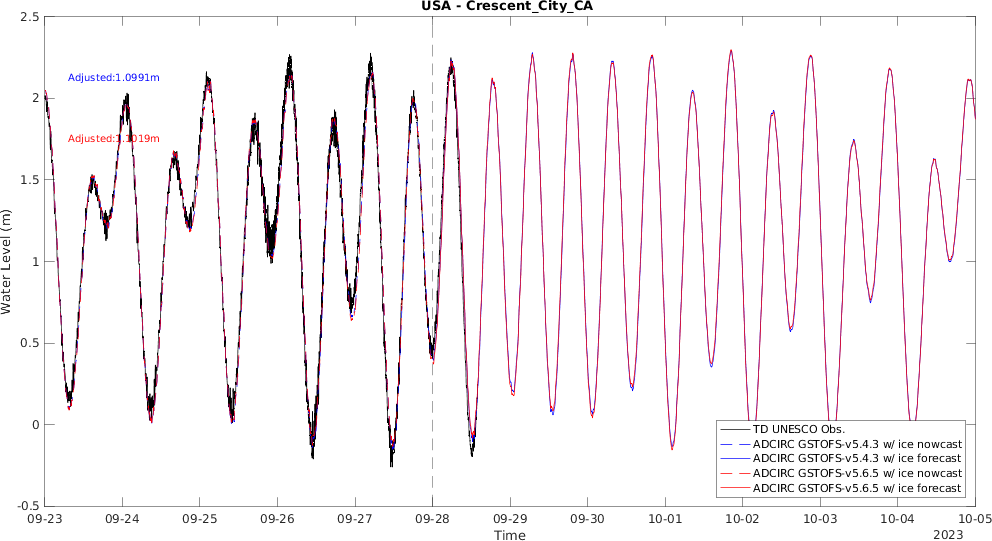 USA - Crescent_City_CA
2.5
2
1.5
1
0.5
0
-0.5
Water Level (m)
Adjusted:1.0991m
Adjusted:1.1019m
TD UNESCO Obs.
ADCIRC GSTOFS-v5.4.3 w/ ice nowcast
ADCIRC GSTOFS-v5.4.3 w/ ice forecast
ADCIRC GSTOFS-v5.6.5 w/ ice nowcast
ADCIRC GSTOFS-v5.6.5 w/ ice forecast
09-23 09-24 09-25 09-26 09-27 09-28 09-29 09-30 10-01 10-02 10-03 10-04 10-05
Time
2023